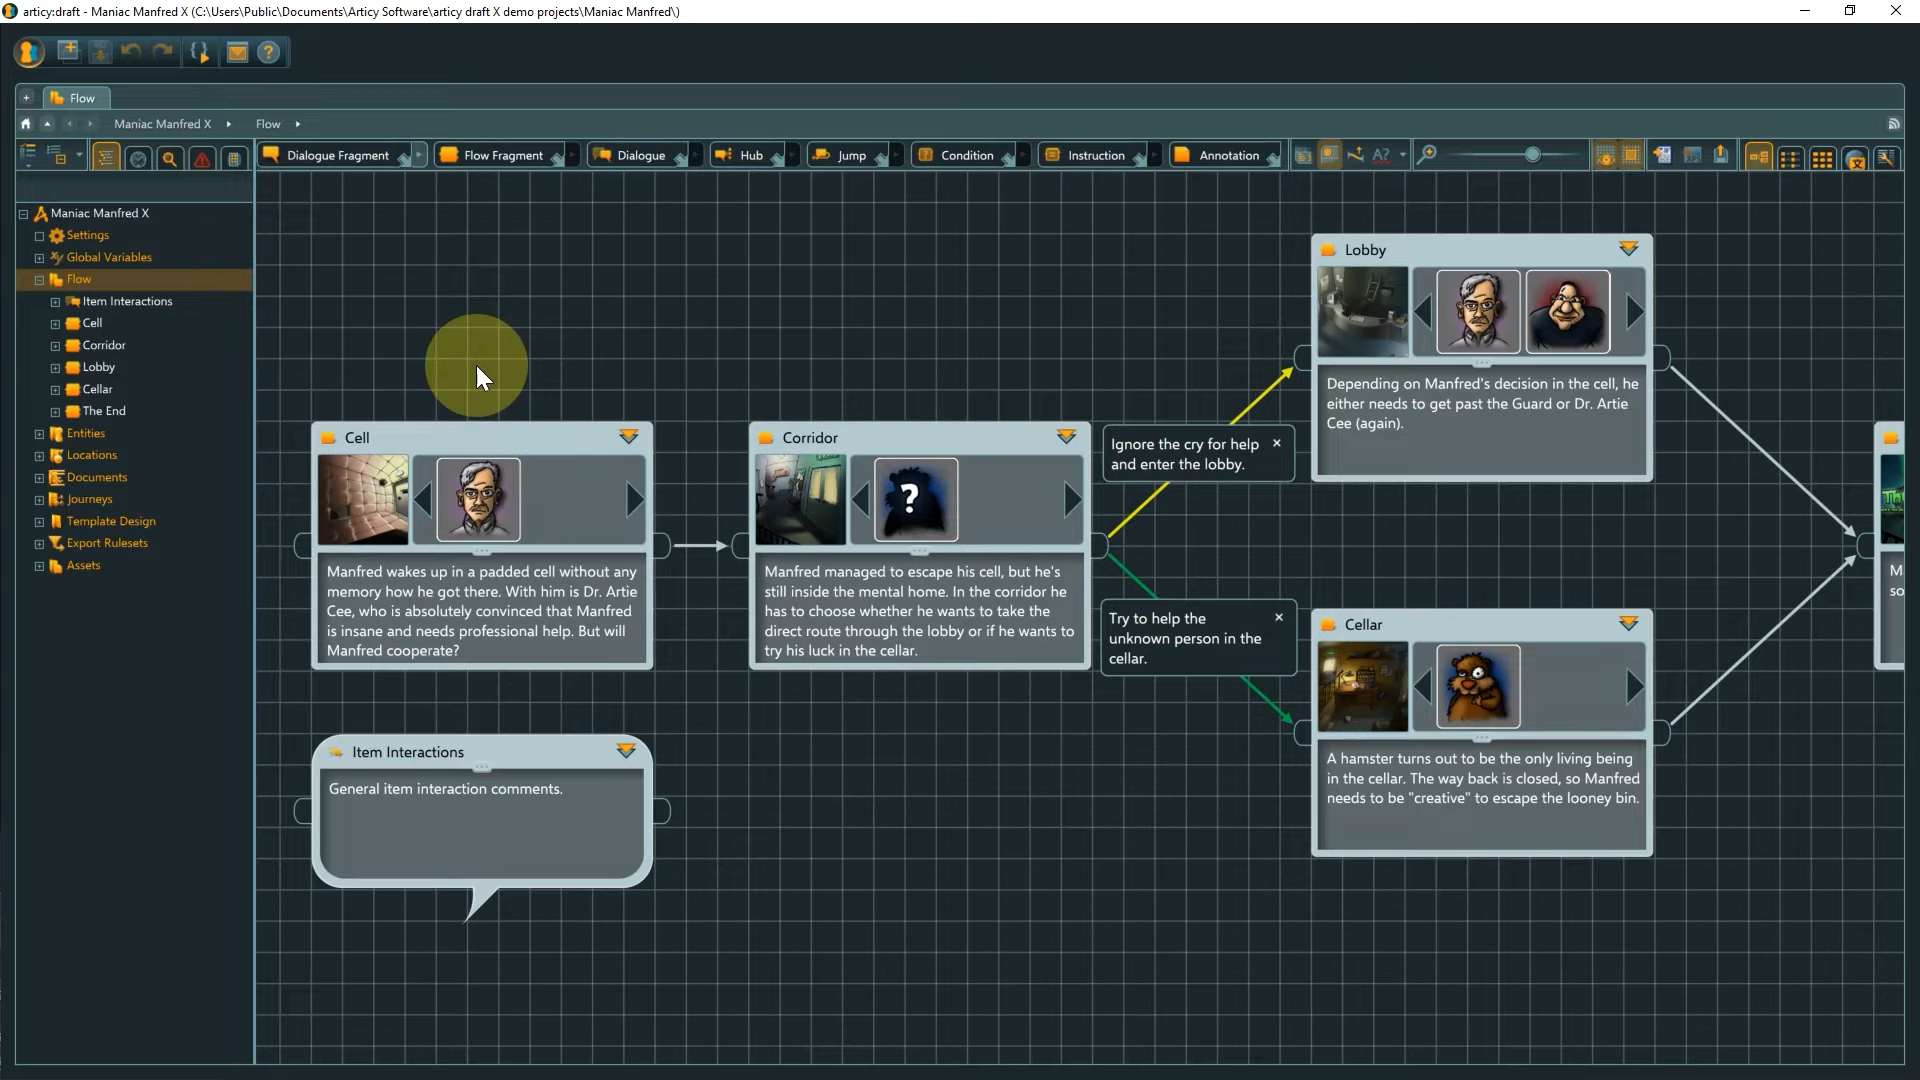 articy:draft - Maniac Manfred X (C:\Users\Public\Documents\Articy Software\articy draft X demo projects\Maniac Manfred\)
Flow
Maniac Manfred X
Flow
Dialogue Fragment
Flow Fragment
Dialogue
Hub
Jump
Condition
Instruction
Annotation
A?
Maniac Manfred X
Settings
Global Variables
Flow
Item Interactions
Cell
Corridor
Lobby
Cellar
The End
Entities
Locations
Documents
Journeys
Template Design
Export Rulesets
Assets
Cell
Manfred wakes up in a padded cell without any
memory how he got there. With him is Dr. Artie
Cee, who is absolutely convinced that Manfred
is insane and needs professional help. But will
Manfred cooperate?
Item Interactions
General item interaction comments.
Corridor
?
Manfred managed to escape his cell, but he's
still inside the mental home. In the corridor he
has to choose whether he wants to take the
direct route through the lobby or if he wants to
try his luck in the cellar.
Ignore the cry for help
and enter the lobby.
Try to help the
unknown person in the
cellar.
Lobby
Depending on Manfred's decision in the cell, he
either needs to get past the Guard or Dr. Artie
Cee (again).
Cellar
A hamster turns out to be the only living being
in the cellar. The way back is closed, so Manfred
needs to be "creative" to escape the looney bin.
M
so